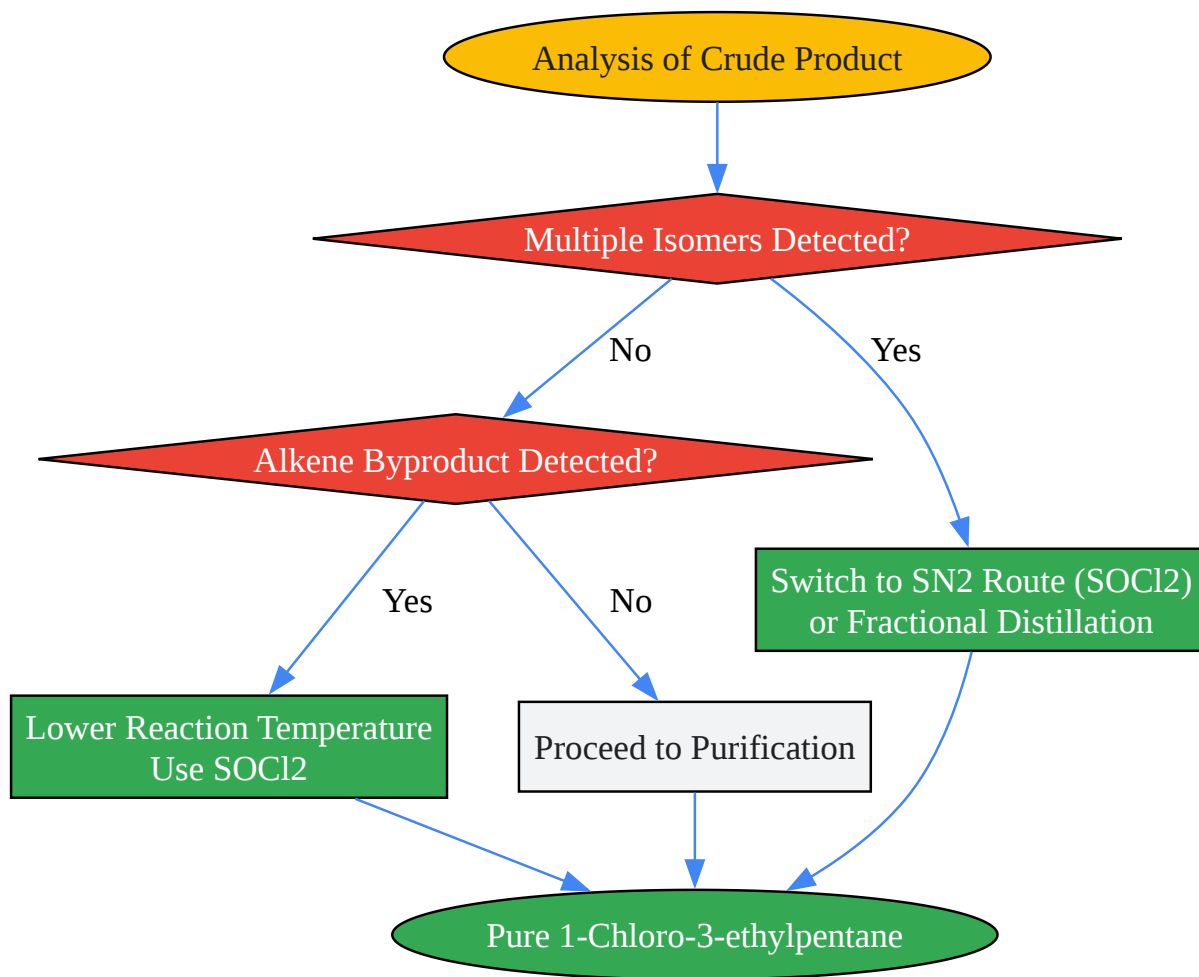 Analysis of Crude Product
Multiple Isomers Detected?
No
Yes
Alkene Byproduct Detected?
Yes
No
Switch to SN2 Route (SOCl2)
or Fractional Distillation
Lower Reaction Temperature
Use SOCl2
Proceed to Purification
Pure 1-Chloro-3-ethylpentane